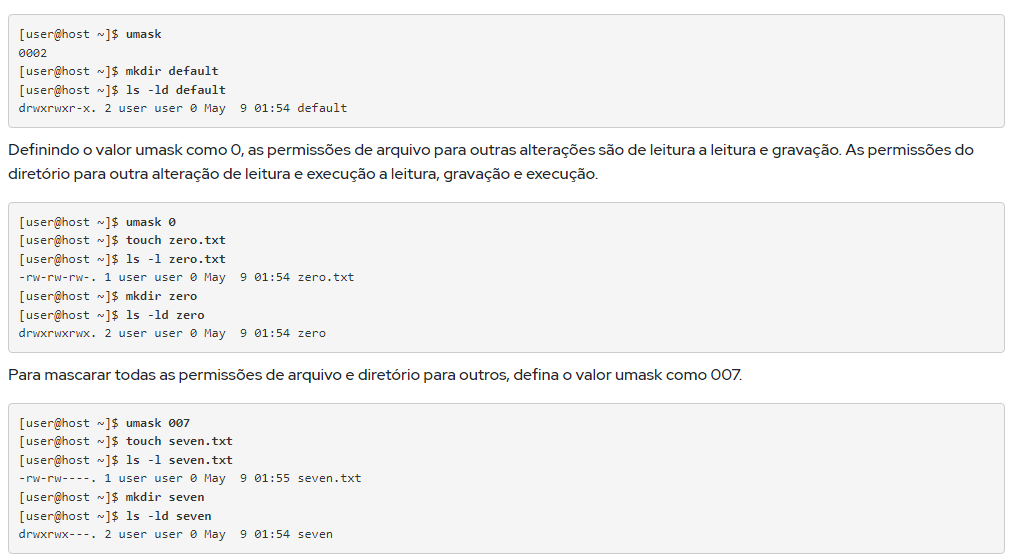 [user@host ~]$ umask
0002
[user@host ~]$ mkdir default
[user@host ~]$ ls -ld default
drwxrwxr-x. 2 user user 0 May  9 01:54 default
Definindo o valor umask como 0, as permissões de arquivo para outras alterações são de leitura a leitura e gravação. As permissões do
diretório para outra alteração de leitura e execução a leitura, gravação e execução.
[user@host ~]$ umask 0
[user@host ~]$ touch zero.txt
[user@host ~]$ ls -l zero.txt
-rw-rw-rw-. 1 user user 0 May  9 01:54 zero.txt
[user@host ~]$ mkdir zero
[user@host ~]$ ls -ld zero
drwxrwxrwx. 2 user user 0 May  9 01:54 zero
Para mascarar todas as permissões de arquivo e diretório para outros, defina o valor umask como 007.
[user@host ~]$ umask 007
[user@host ~]$ touch seven.txt
[user@host ~]$ ls -l seven.txt
-rw-rw----. 1 user user 0 May  9 01:55 seven.txt
[user@host ~]$ mkdir seven
[user@host ~]$ ls -ld seven
drwxrwx---. 2 user user 0 May  9 01:54 seven